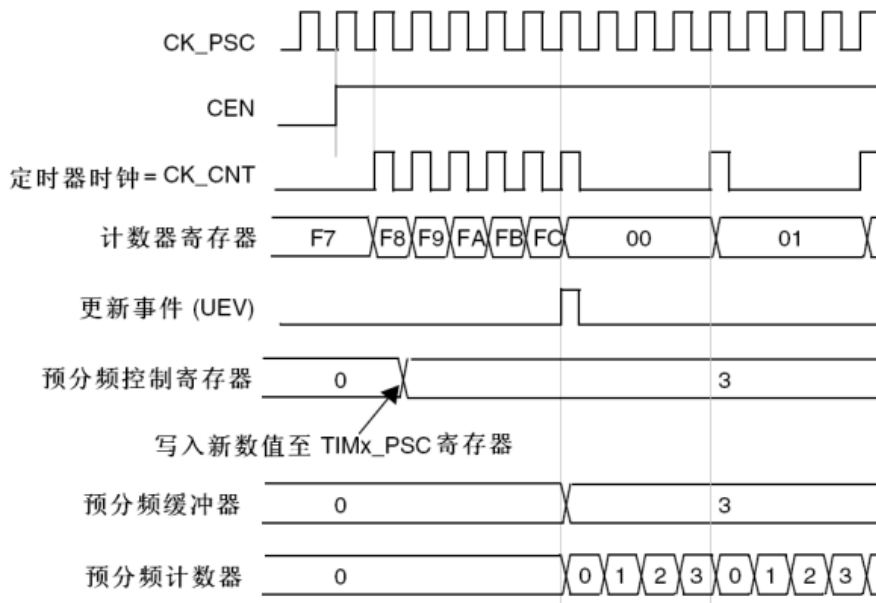 CK_PSC
CEN
定时器时钟 = CK_CNT
计数器寄存器 F7 F8 F9 FA FB FC 00 01
更新事件 (UEV)
预分频控制寄存器 0 3
写入新数值至 TIMx_PSC 寄存器
预分频缓冲器 0 3
预分频计数器 0 0 1 2 3 0 1 2 3